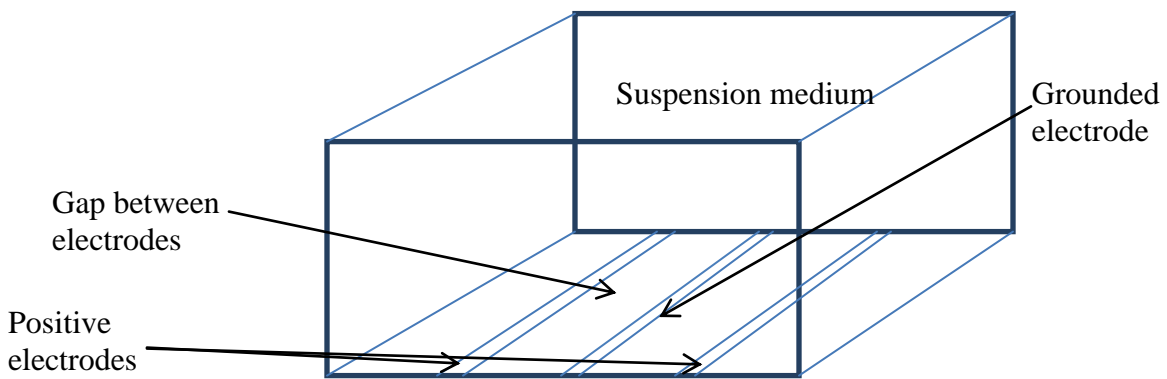 Suspension medium
Grounded
electrode
Gap between
electrodes
Positive
electrodes